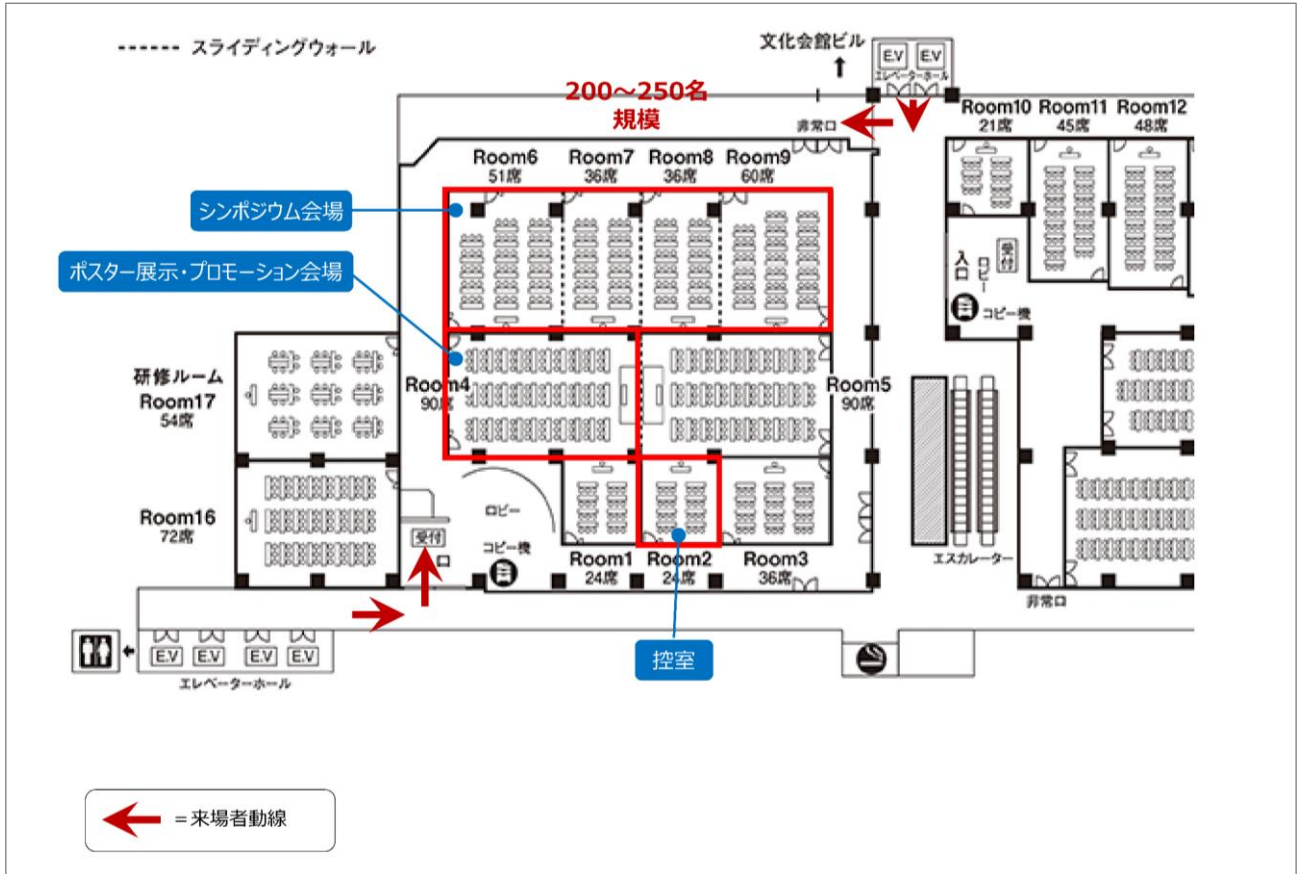 スライディングウォール
文化会館ビル
E.V E.V
エレベーターホール
200～250名
規模
非常口
Room10 Room11 Room12
21席 45席 48席
Room6 Room7 Room8 Room9
51席 36席 36席 60席
シンポジウム会場
ポスター展示・プロモーション会場
入口
ロビー
受付
コピー機
研修ルーム
Room17
54席
Room4
90席
Room5
90席
Room16
72席
ロビー
受付
口
コピー機
Room1 Room2 Room3
24席 24席 36席
エスカレーター
非常口
控室
E.V E.V E.V E.V
エレベーターホール
=来場者動線